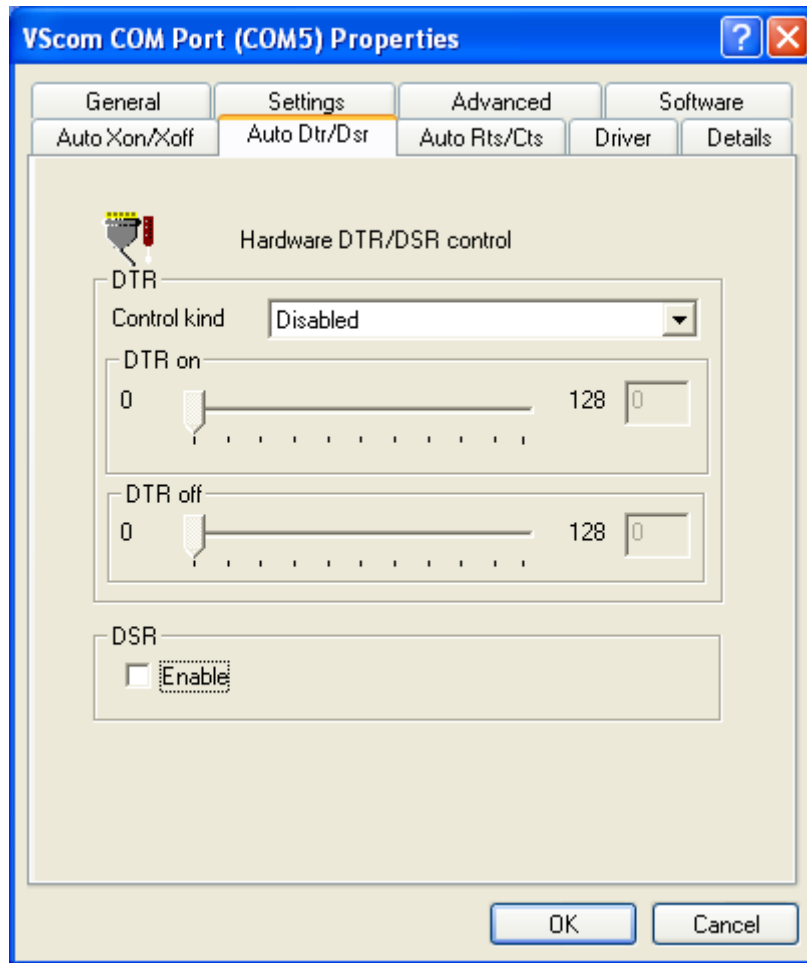 VScom COM Port (COM5) Properties
General Settings Advanced Software
Auto Xon/Xoff Auto Dtr/Dsr Auto Rts/Cts Driver Details
Hardware DTR/DSR control
DTR
Control kind Disabled
DTR on
0 128 0
DTR off
0 128 0
DSR
Enable
OK Cancel